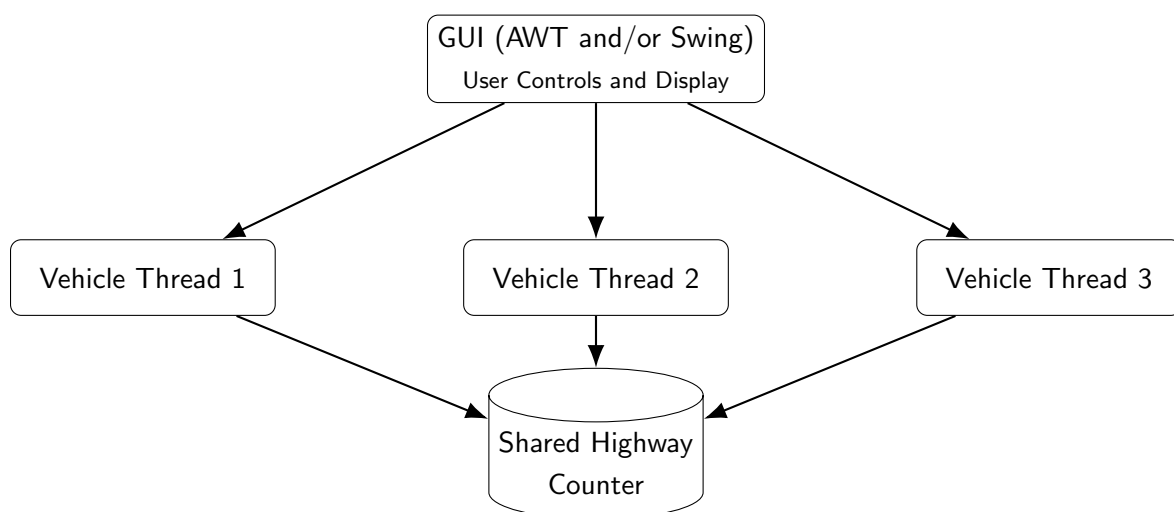 GUI (AWT and/or Swing)
User Controls and Display
Vehicle Thread 1
Vehicle Thread 2
Vehicle Thread 3
Shared Highway
Counter